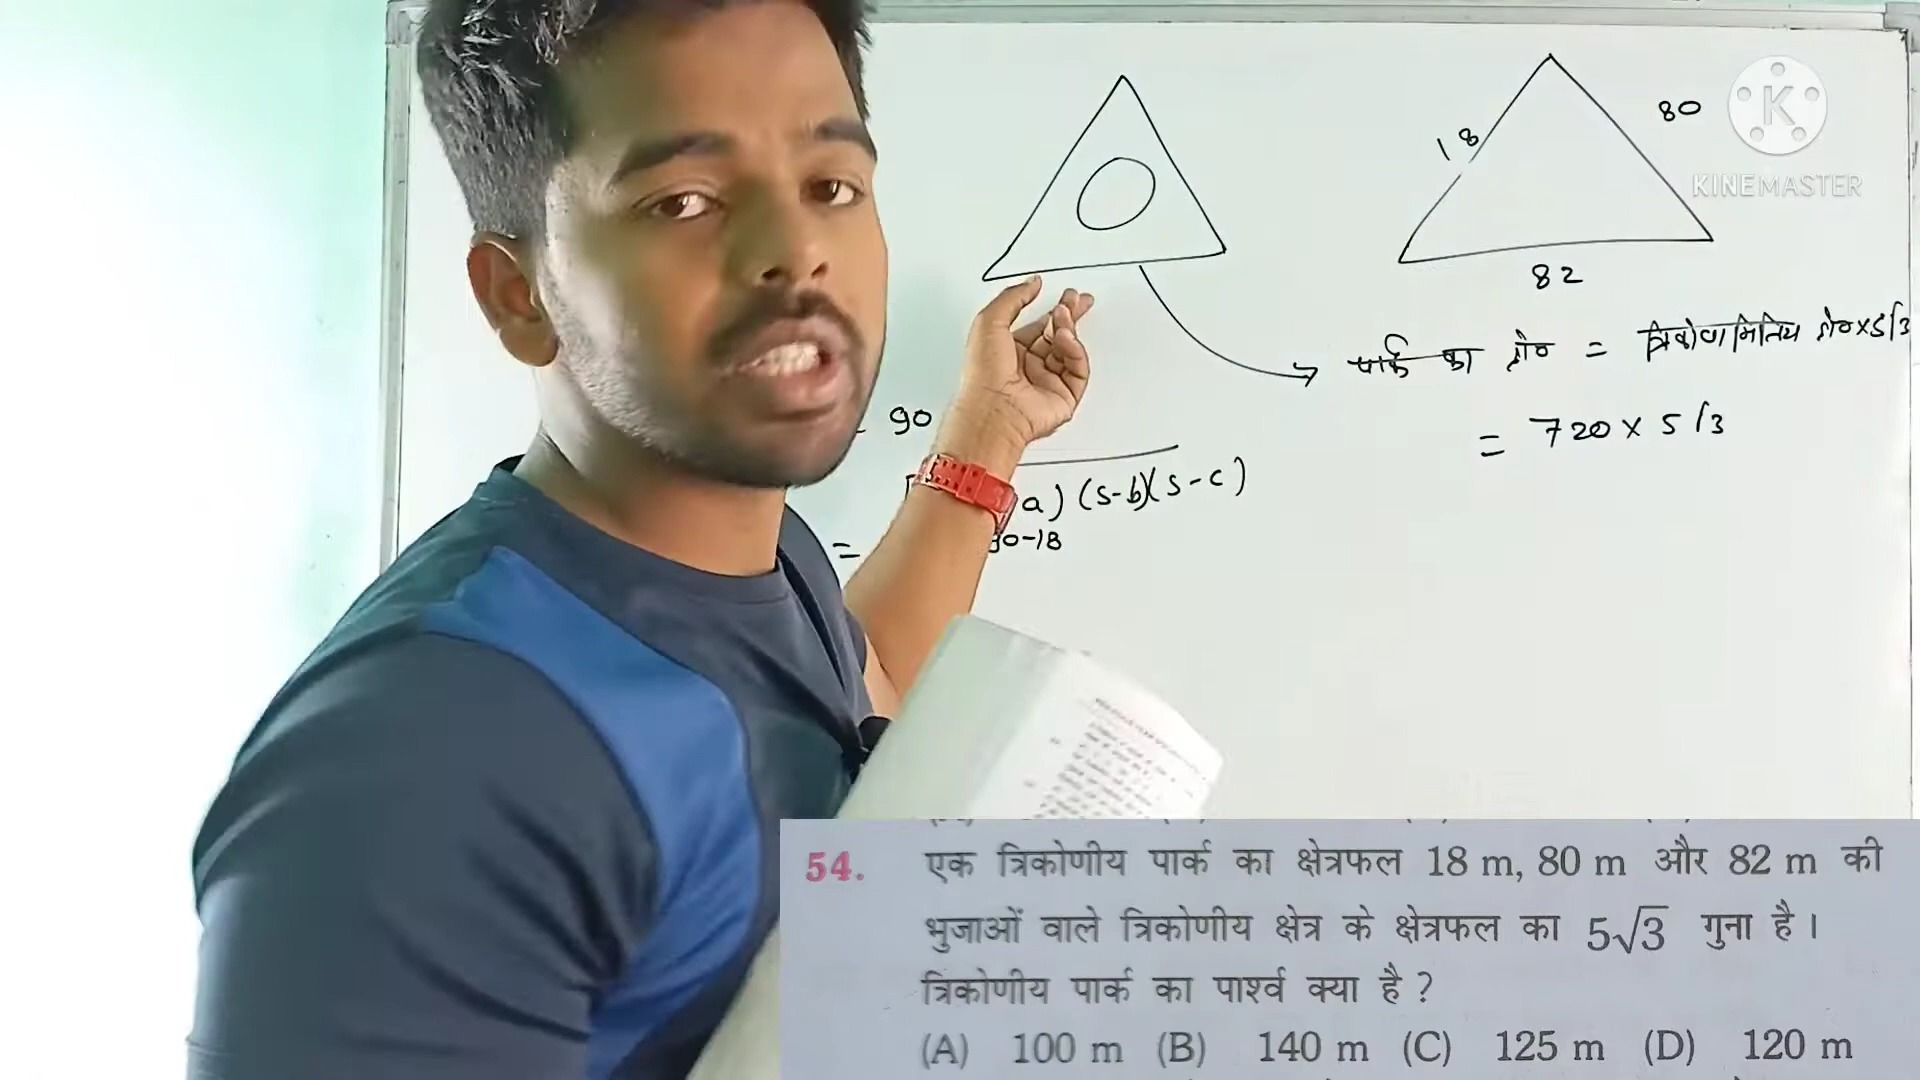 18
80
KINEMASTER
82
पार्क का क्षे० = त्रिकोणमितिय क्षे०×5√3
= 90
= 720 × 5√3
a) (s-b)(s-c)
= 90-18
54. एक त्रिकोणीय पार्क का क्षेत्रफल 18 m, 80 m और 82 m की
भुजाओं वाले त्रिकोणीय क्षेत्र के क्षेत्रफल का 5√3 गुना है।
त्रिकोणीय पार्क का पार्श्व क्या है ?
(A) 100 m (B) 140 m (C) 125 m (D) 120 m